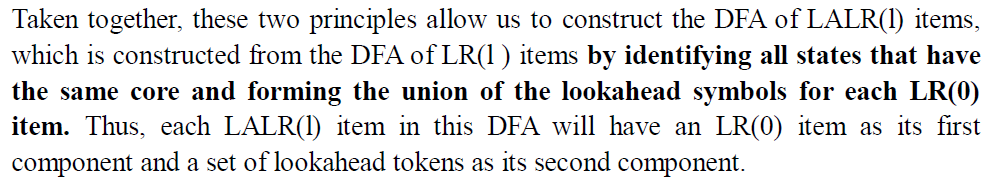 Taken together, these two principles allow us to construct the DFA of LALR(l) items,
which is constructed from the DFA of LR(l ) items by identifying all states that have
the same core and forming the union of the lookahead symbols for each LR(0)
item. Thus, each LALR(l) item in this DFA will have an LR(0) item as its first
component and a set of lookahead tokens as its second component.